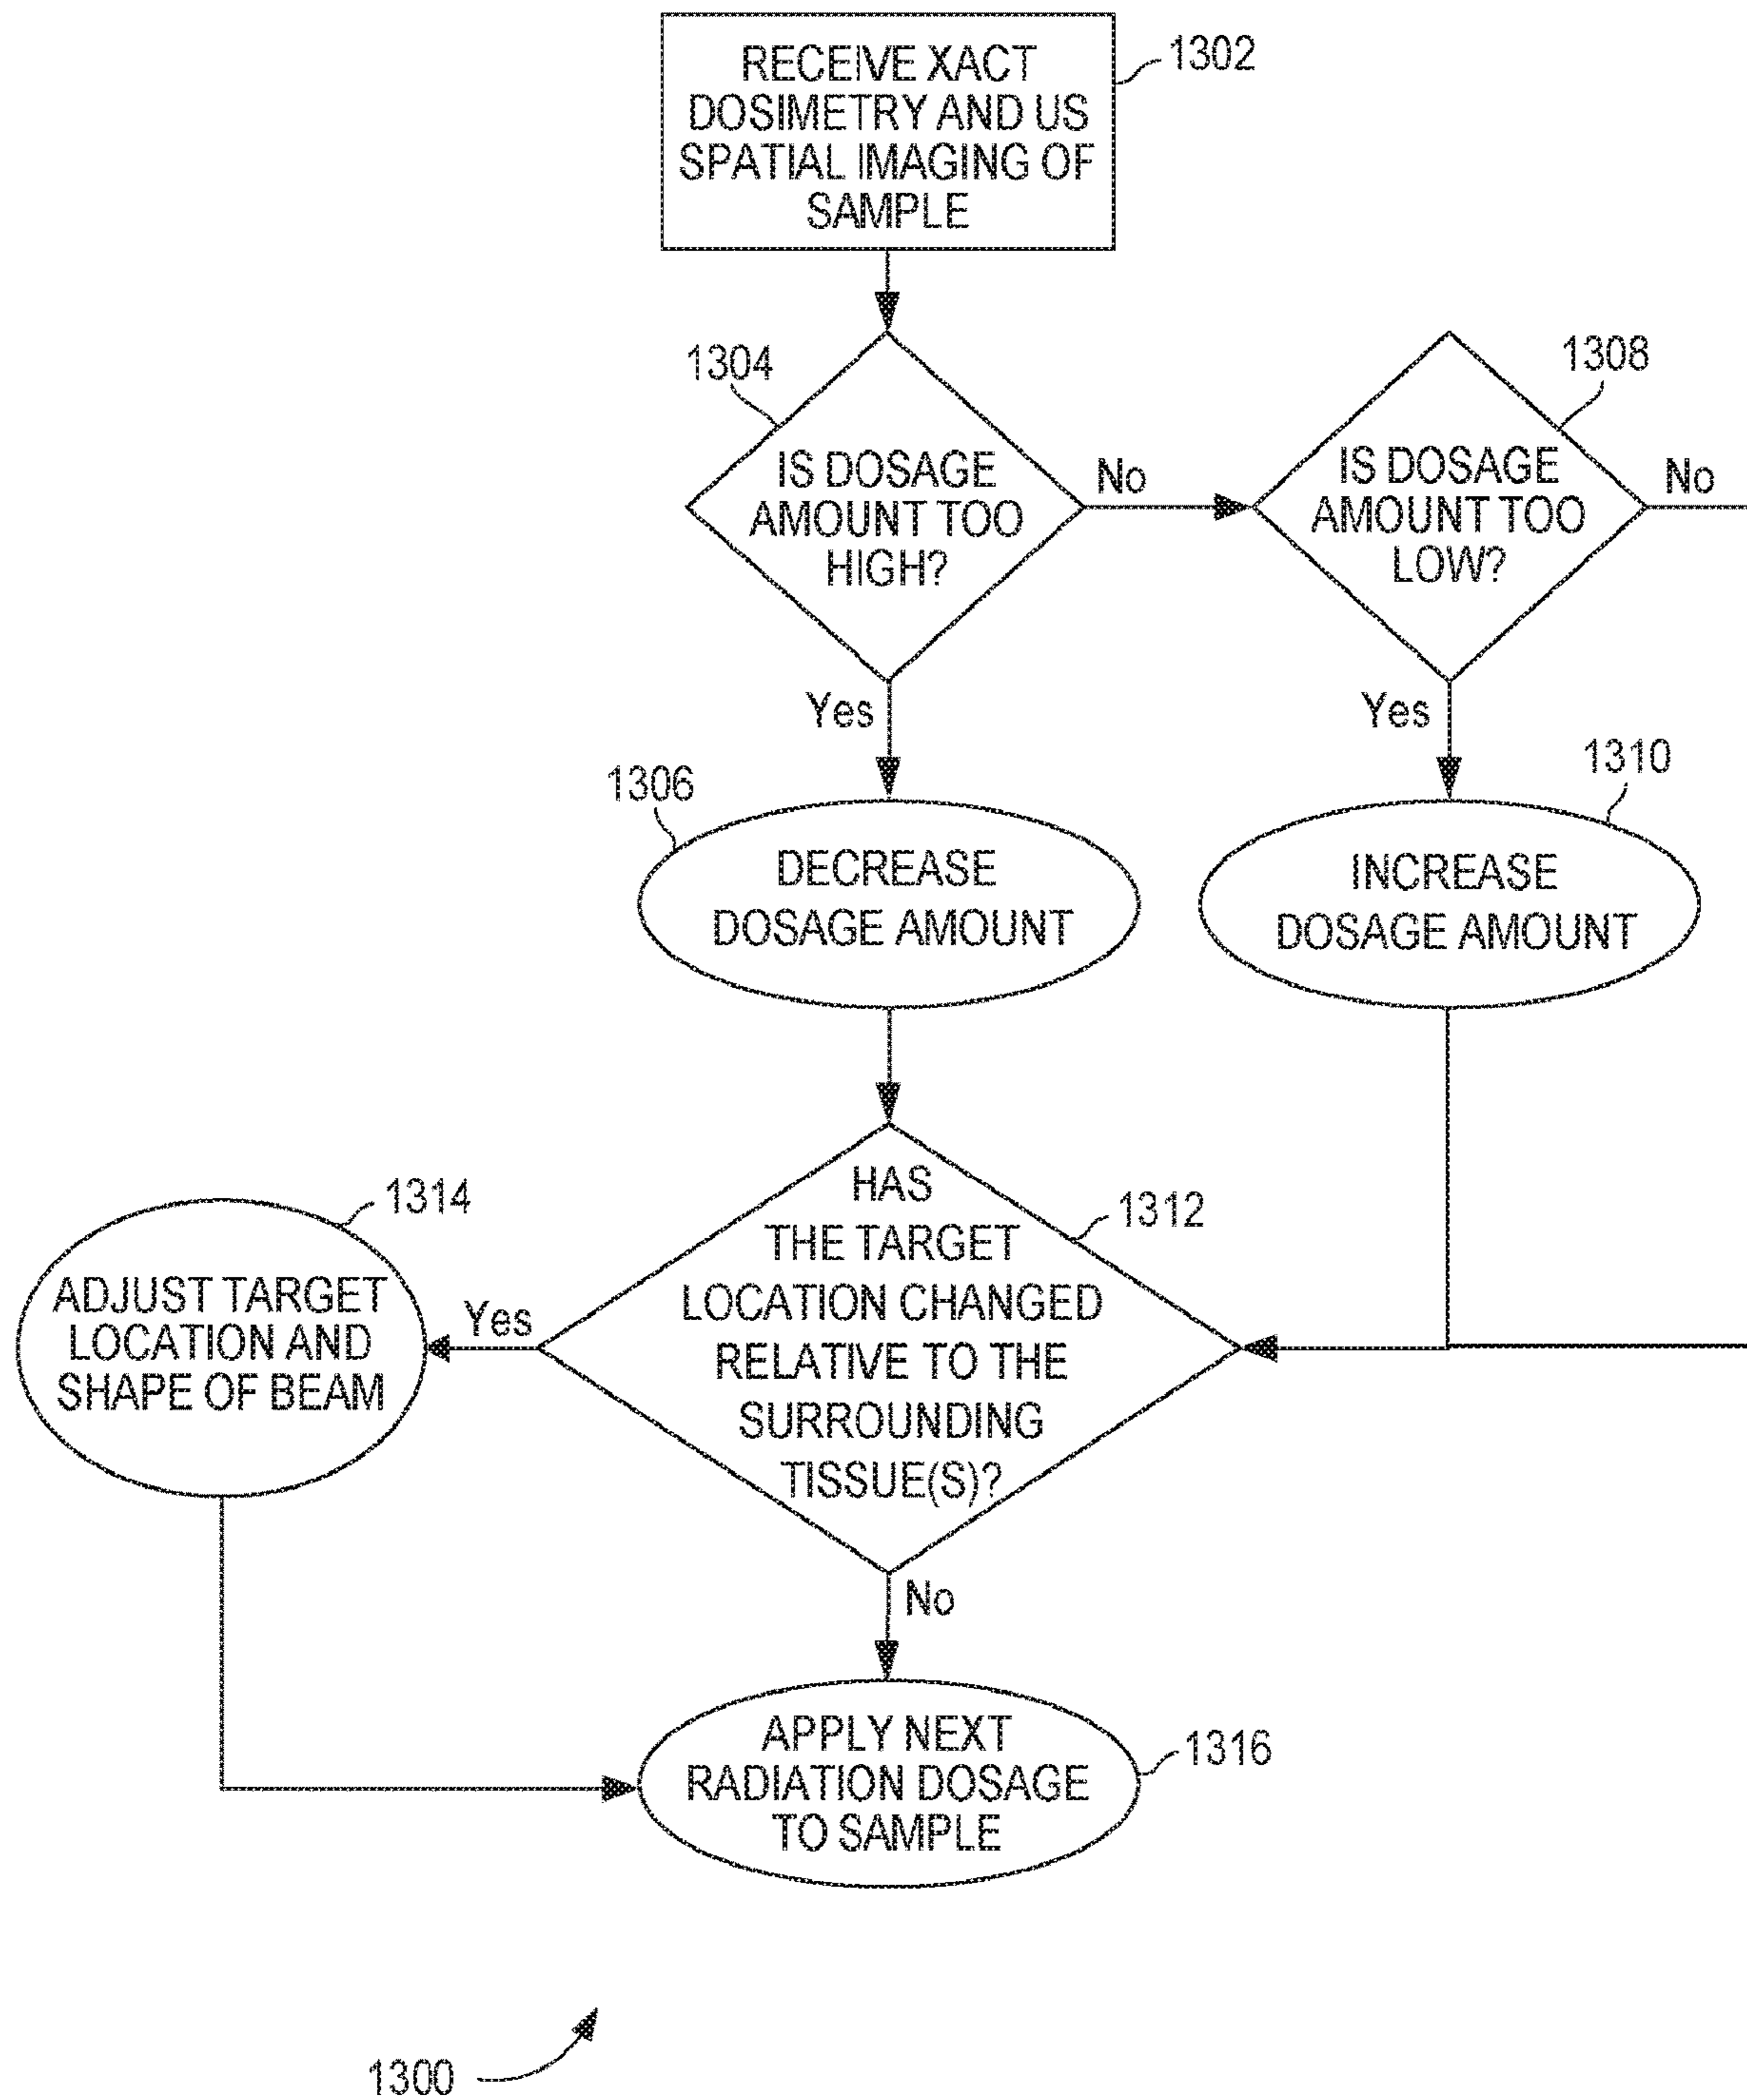 RECEIVE XACT
DOSIMETRY AND US
SPATIAL IMAGING OF
SAMPLE
1302
1304
IS DOSAGE
AMOUNT TOO
HIGH?
No
1308
IS DOSAGE
AMOUNT TOO
LOW?
No
Yes
Yes
1306
DECREASE
DOSAGE AMOUNT
1310
INCREASE
DOSAGE AMOUNT
1312
HAS
THE TARGET
LOCATION CHANGED
RELATIVE TO THE
SURROUNDING
TISSUE(S)?
Yes
1314
ADJUST TARGET
LOCATION AND
SHAPE OF BEAM
No
APPLY NEXT
RADIATION DOSAGE
TO SAMPLE
1316
1300